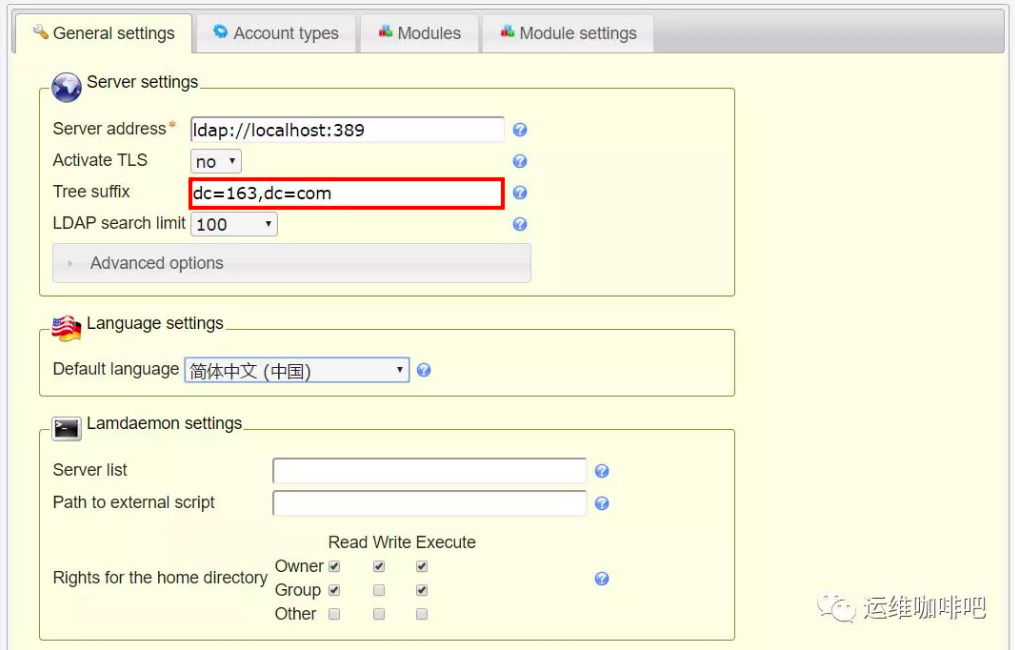 General settings Account types Modules Module settings
Server settings
Server address* ldap://localhost:389
Activate TLS no
Tree suffix dc=163,dc=com
LDAP search limit 100
Advanced options
Language settings
Default language 简体中文 (中国)
Lamdaemon settings
Server list
Path to external script
Read Write Execute
Owner
Rights for the home directory
Group
Other
运维咖啡吧